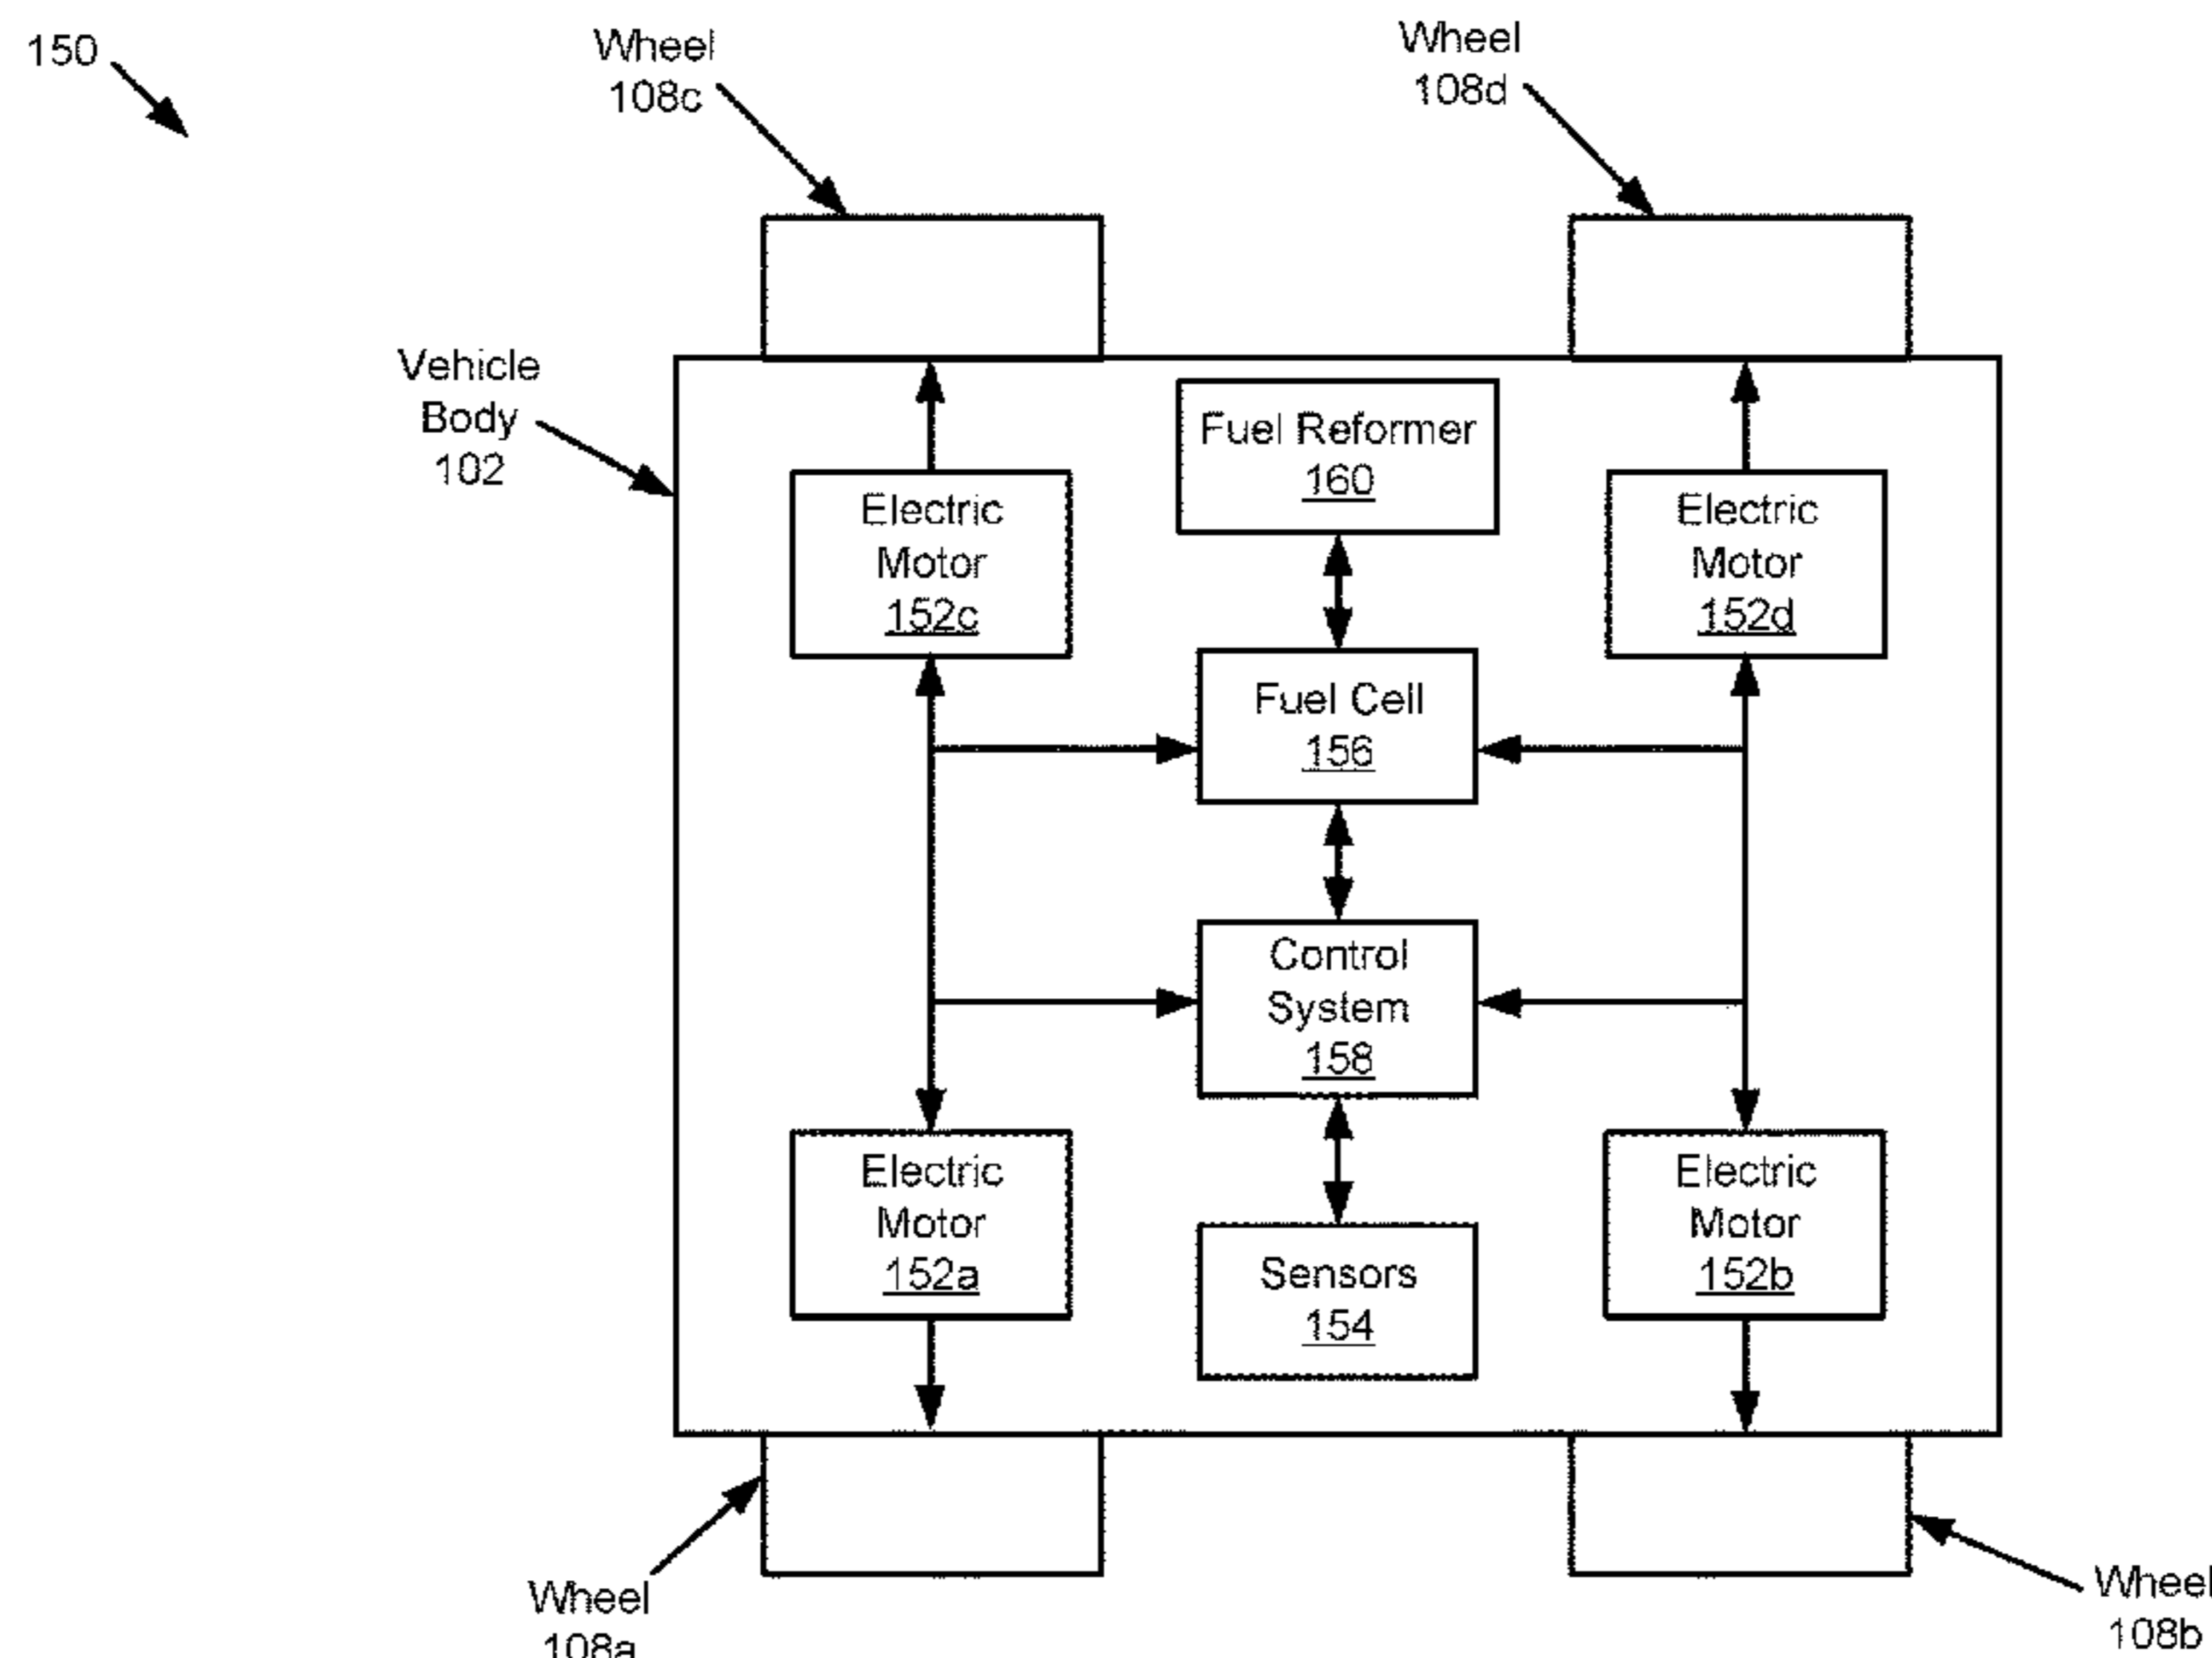 150
Wheel
108c
Wheel
108d
Vehicle
Body
102
Fuel Reformer
160
Electric
Motor
152c
Electric
Motor
152d
Fuel Cell
156
Control
System
158
Electric
Motor
152a
Electric
Motor
152b
Sensors
154
Wheel
108a
Wheel
108b